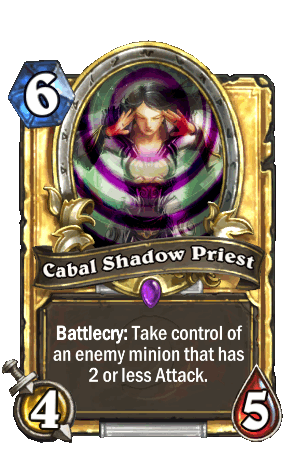 6
Cabal Shadow Priest
Battlecry: Take control of
an enemy minion that has
2 or less Attack.
4
5